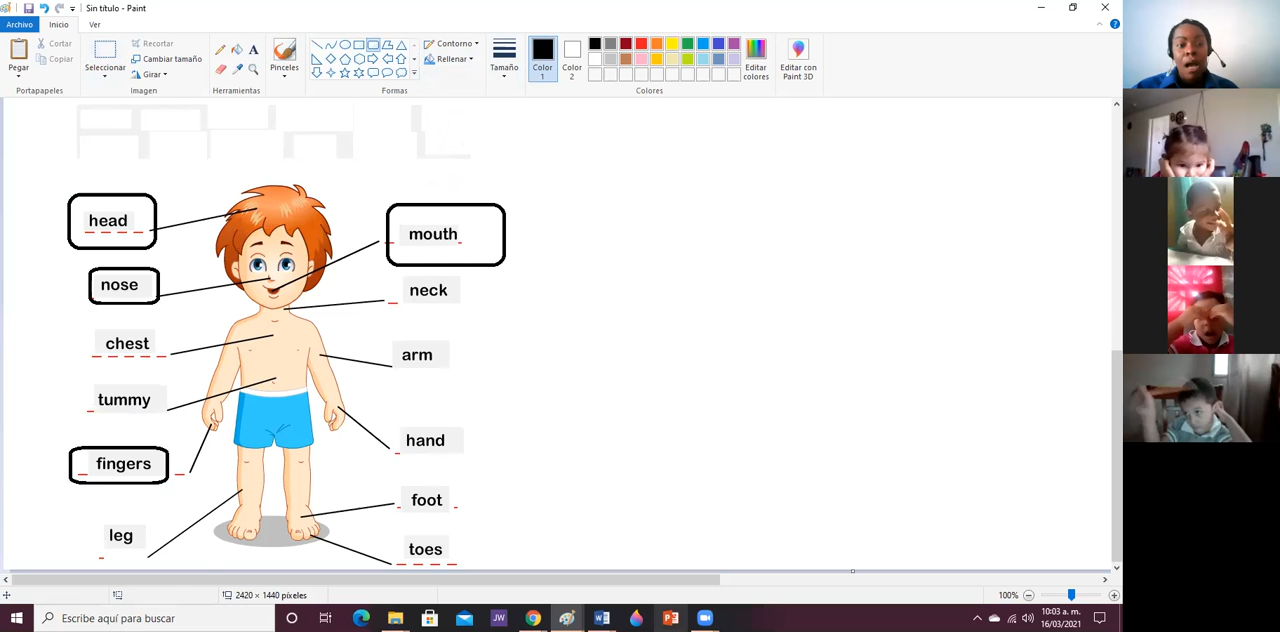 Sin título - Paint
Archivo Inicio Ver
Pegar
Cortar
Copiar
Portapapeles
Seleccionar
Recortar
Cambiar tamaño
Girar
Imagen
A
Herramientas
Pinceles
Contorno
Rellenar
Formas
Tamaño
Color 1
Color 2
Editar colores
Colores
Editar con Paint 3D
head
mouth
nose
neck
chest
arm
tummy
hand
fingers
foot
leg
toes
2420 × 1440 píxeles
100%
Escribe aquí para buscar
JW
10:03 a. m.
16/03/2021